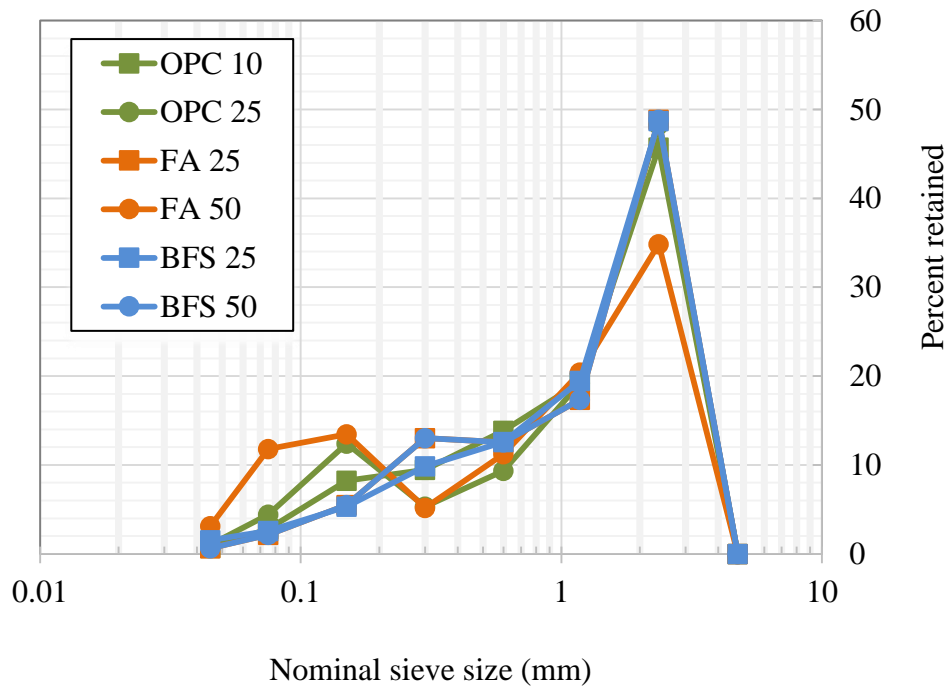 OPC 10
OPC 25
FA 25
FA 50
BFS 25
BFS 50
60
50
40
30
20
10
0
Percent retained
0.01 0.1 1 10
Nominal sieve size (mm)